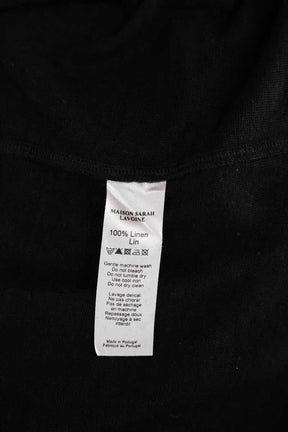 MAISON SARAH
LAVOINE
100% Linen
Lin
Gentle machine wash
Do not bleach
Do not tumble dry
Use cool iron
Do not dry clean
Lavage délicat
Ne pas chlorer
Pas de séchage
en machine
Repassage doux
Nettoyage à sec
interdit
Made in Portugal
Fabriqué au Portugal